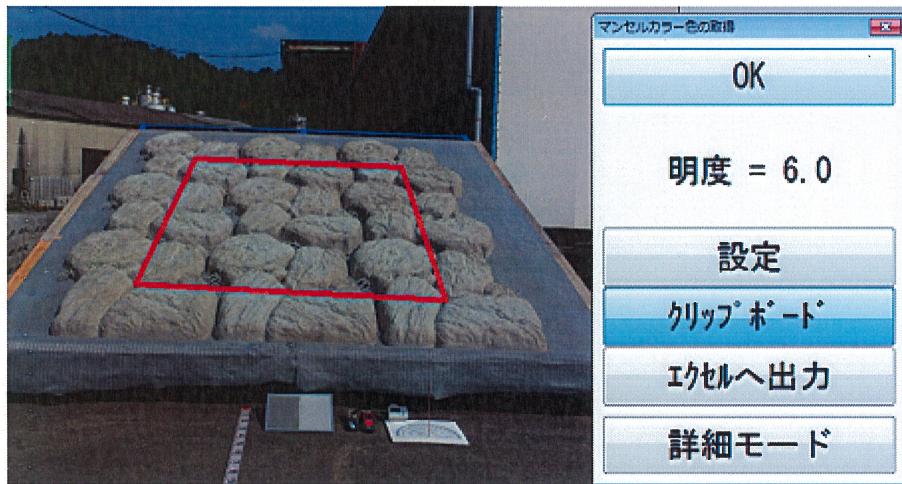 マンセルカラー色の取得
OK
明度 = 6.0
設定
ｸﾘｯﾌﾟﾎﾞｰﾄﾞ
ｴｸｾﾙへ出力
詳細モード